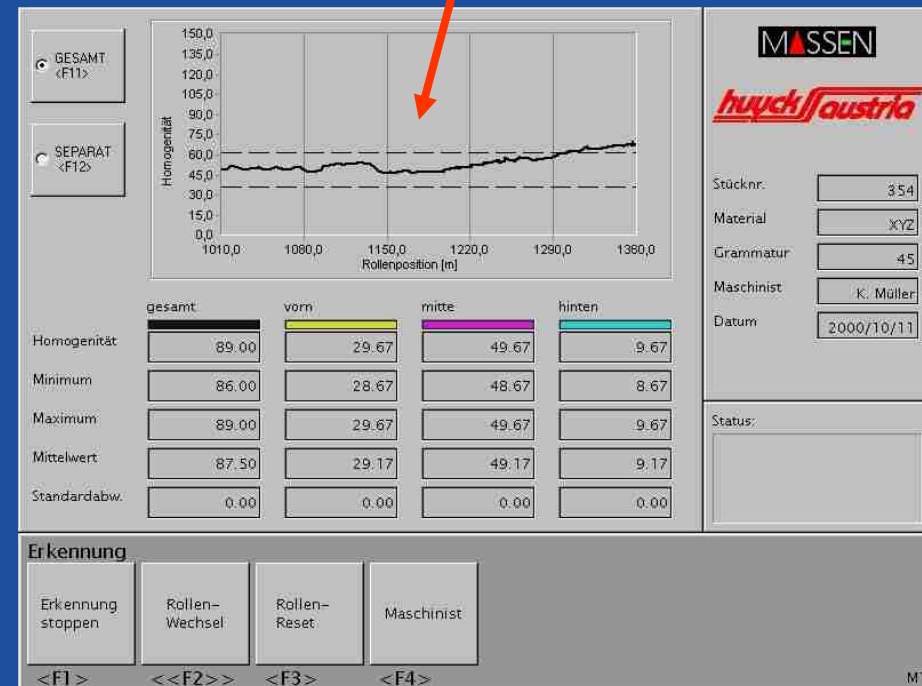 GESAMT
<F11>
SEPARAT
<F12>
Homogenität
150,0
135,0
120,0
105,0
90,0
75,0
60,0
45,0
30,0
15,0
0,0
1010,0 1080,0 1150,0 1220,0 1290,0 1360,0
Rollenposition [m]
gesamt vorn mitte hinten
Homogenität 89.00 29.67 49.67 9.67
Minimum 86.00 28.67 48.67 8.67
Maximum 89.00 29.67 49.67 9.67
Mittelwert 87.50 29.17 49.17 9.17
Standardabw. 0.00 0.00 0.00 0.00
MASSEN
huyck austria
Stücknr. 354
Material XYZ
Grammatur 45
Maschinist K. Müller
Datum 2000/10/11
Status:
Erkennung
Erkennung
stoppen
Rollen-
Wechsel
Rollen-
Reset
Maschinist
<F1> <<F2>> <F3> <F4>